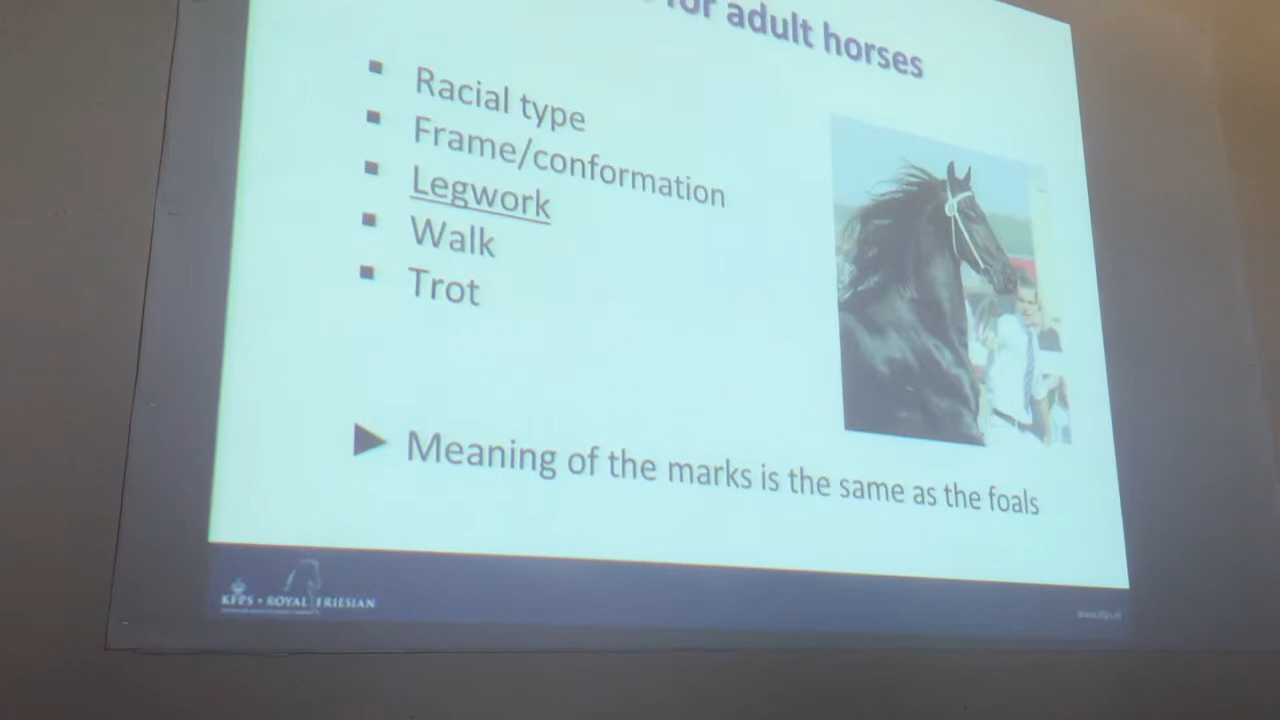 for adult horses
Racial type
Frame/conformation
Legwork
Walk
Trot
Meaning of the marks is the same as the foals
KFPS • ROYAL FRIESIAN